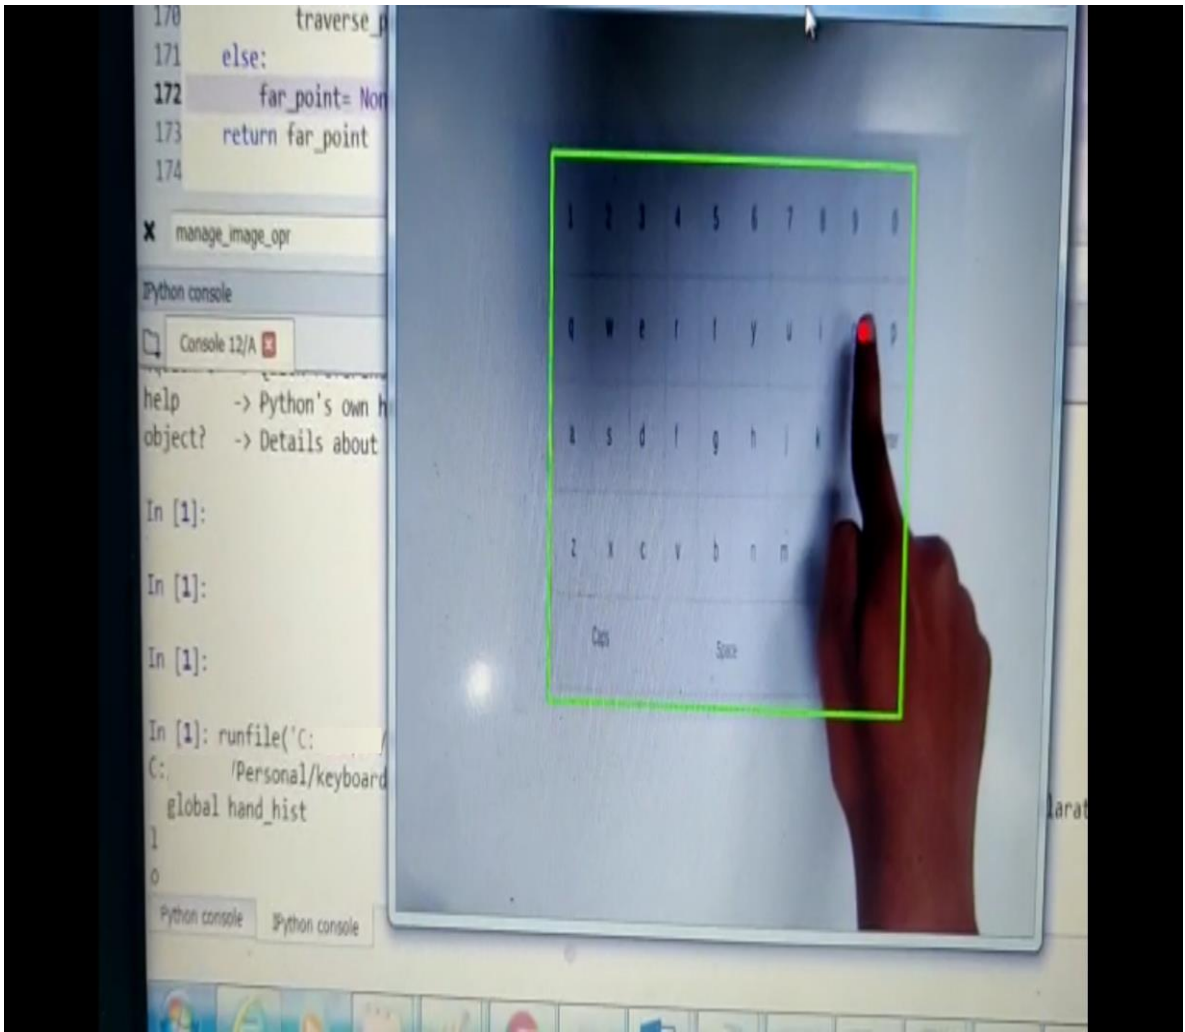 170 traverse_p
171 else:
172 far_point= Non
173 return far_point
174
X manage_image_opr
IPython console
Console 12/A x
help -> Python's own h
object? -> Details about
In [1]:
In [1]:
In [1]:
In [1]: runfile('C: /
C: /Personal/keyboard
global hand_hist
l
o
Python console IPython console
1 2 3 4 5 6 7 8 9 0
q w e r t y u i p
a s d f g h j k
z x c v b n m
Caps Space
larat